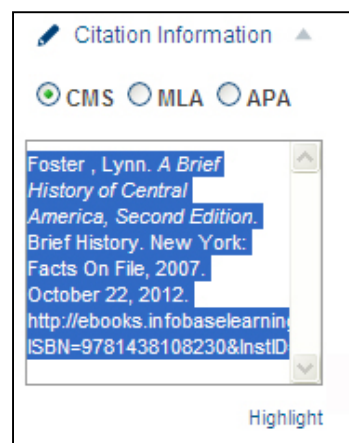 Citation Information
CMS MLA APA
Foster , Lynn. A Brief
History of Central
America, Second Edition.
Brief History. New York:
Facts On File, 2007.
October 22, 2012.
http://ebooks.infobaselearning
ISBN=9781438108230&InstID
Highlight